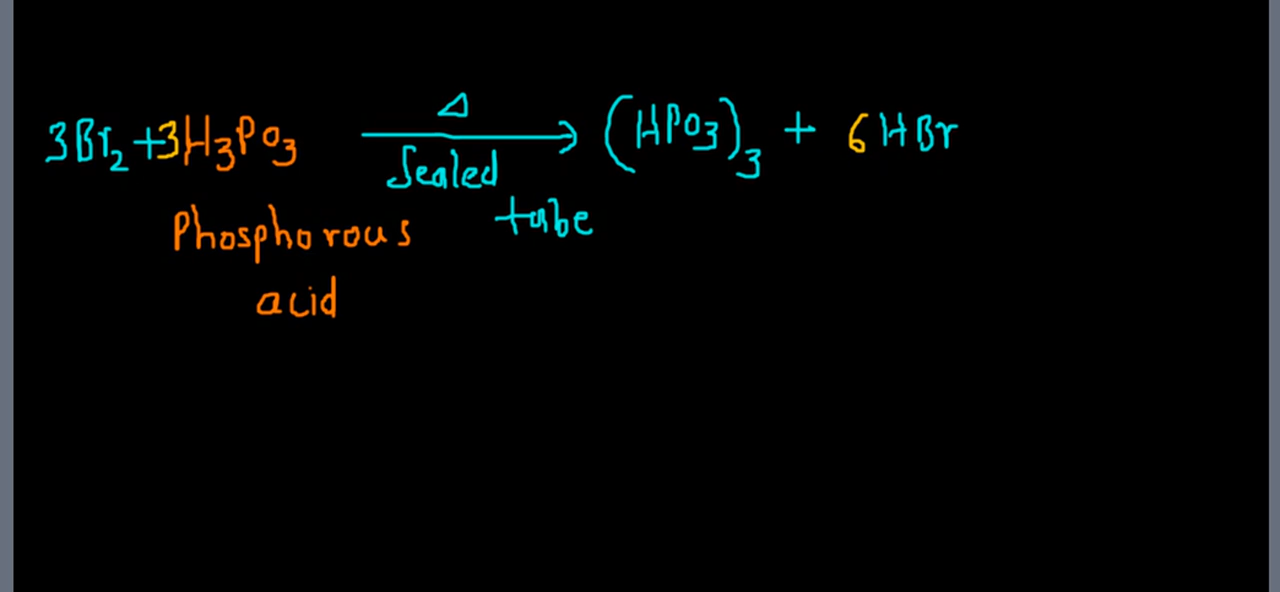 Δ
3Br₂+3H₃PO₃ → (HPO₃)₃ + 6HBr
Sealed
tube
Phosphorous
acid